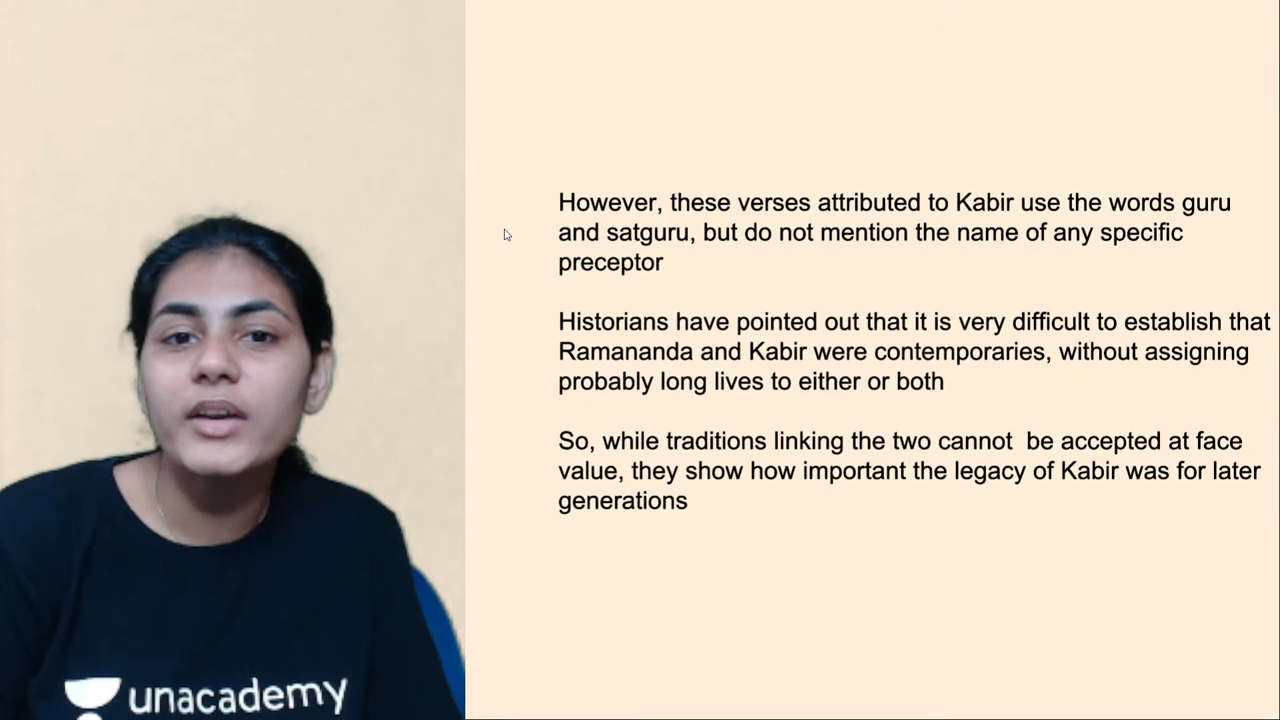 However, these verses attributed to Kabir use the words guru
and satguru, but do not mention the name of any specific
preceptor
Historians have pointed out that it is very difficult to establish that
Ramananda and Kabir were contemporaries, without assigning
probably long lives to either or both
So, while traditions linking the two cannot  be accepted at face
value, they show how important the legacy of Kabir was for later
generations
unacademy